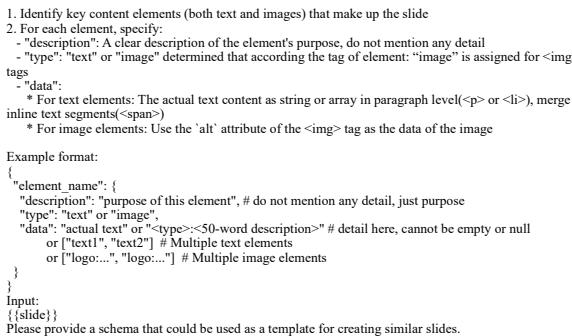 1. Identify key content elements (both text and images) that make up the slide
2. For each element, specify:
- "description": A clear description of the element's purpose, do not mention any detail
- "type": "text" or "image" determined that according the tag of element: “image” is assigned for <img
tags
- "data":
* For text elements: The actual text content as string or array in paragraph level(<p> or <li>), merge
inline text segments(<span>)
* For image elements: Use the `alt` attribute of the <img> tag as the data of the image
Example format:
{
"element_name": {
"description": "purpose of this element", # do not mention any detail, just purpose
"type": "text" or "image",
"data": "actual text" or "<type>:<50-word description>" # detail here, cannot be empty or null
or ["text1", "text2"] # Multiple text elements
or ["logo:...", "logo:..."] # Multiple image elements
}
}
Input:
{{slide}}
Please provide a schema that could be used as a template for creating similar slides.